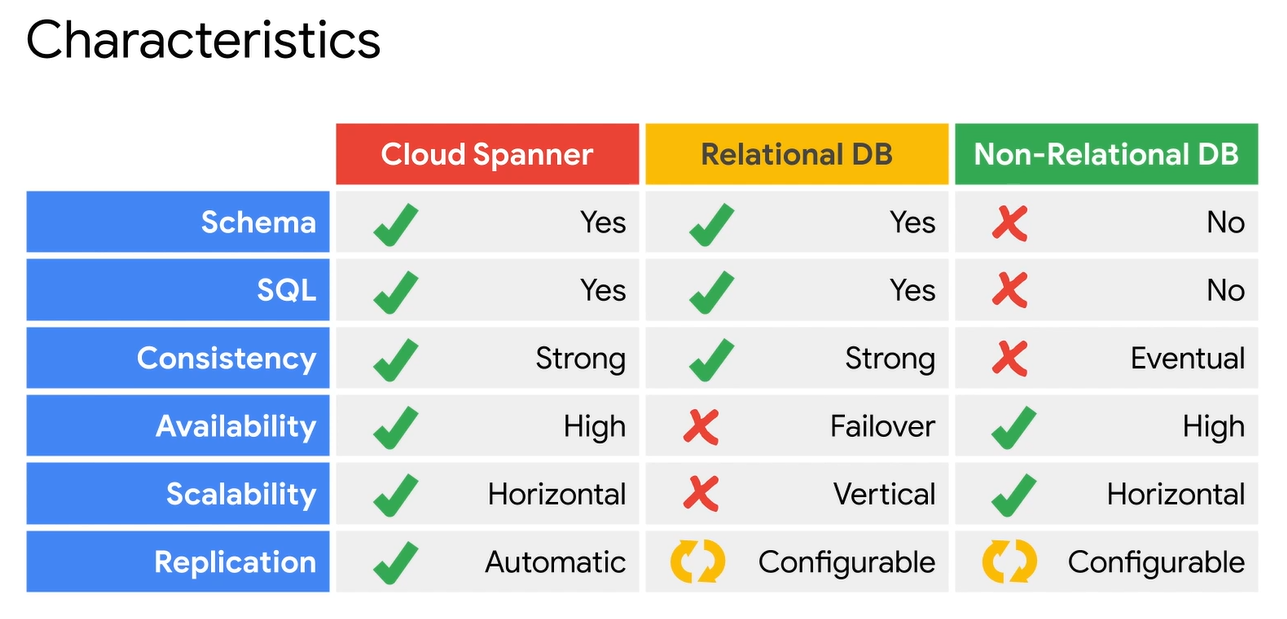 Characteristics
Cloud Spanner Relational DB Non-Relational DB
Schema Yes Yes No
SQL Yes Yes No
Consistency Strong Strong Eventual
Availability High Failover High
Scalability Horizontal Vertical Horizontal
Replication Automatic Configurable Configurable